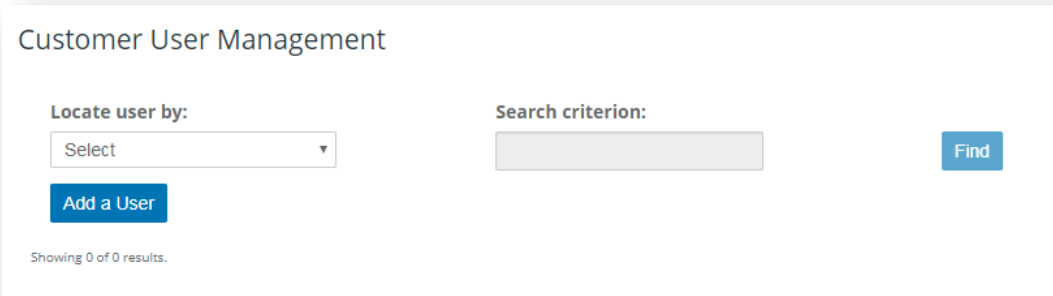 Customer User Management
Locate user by:
Search criterion:
Select
Find
Add a User
Showing 0 of 0 results.